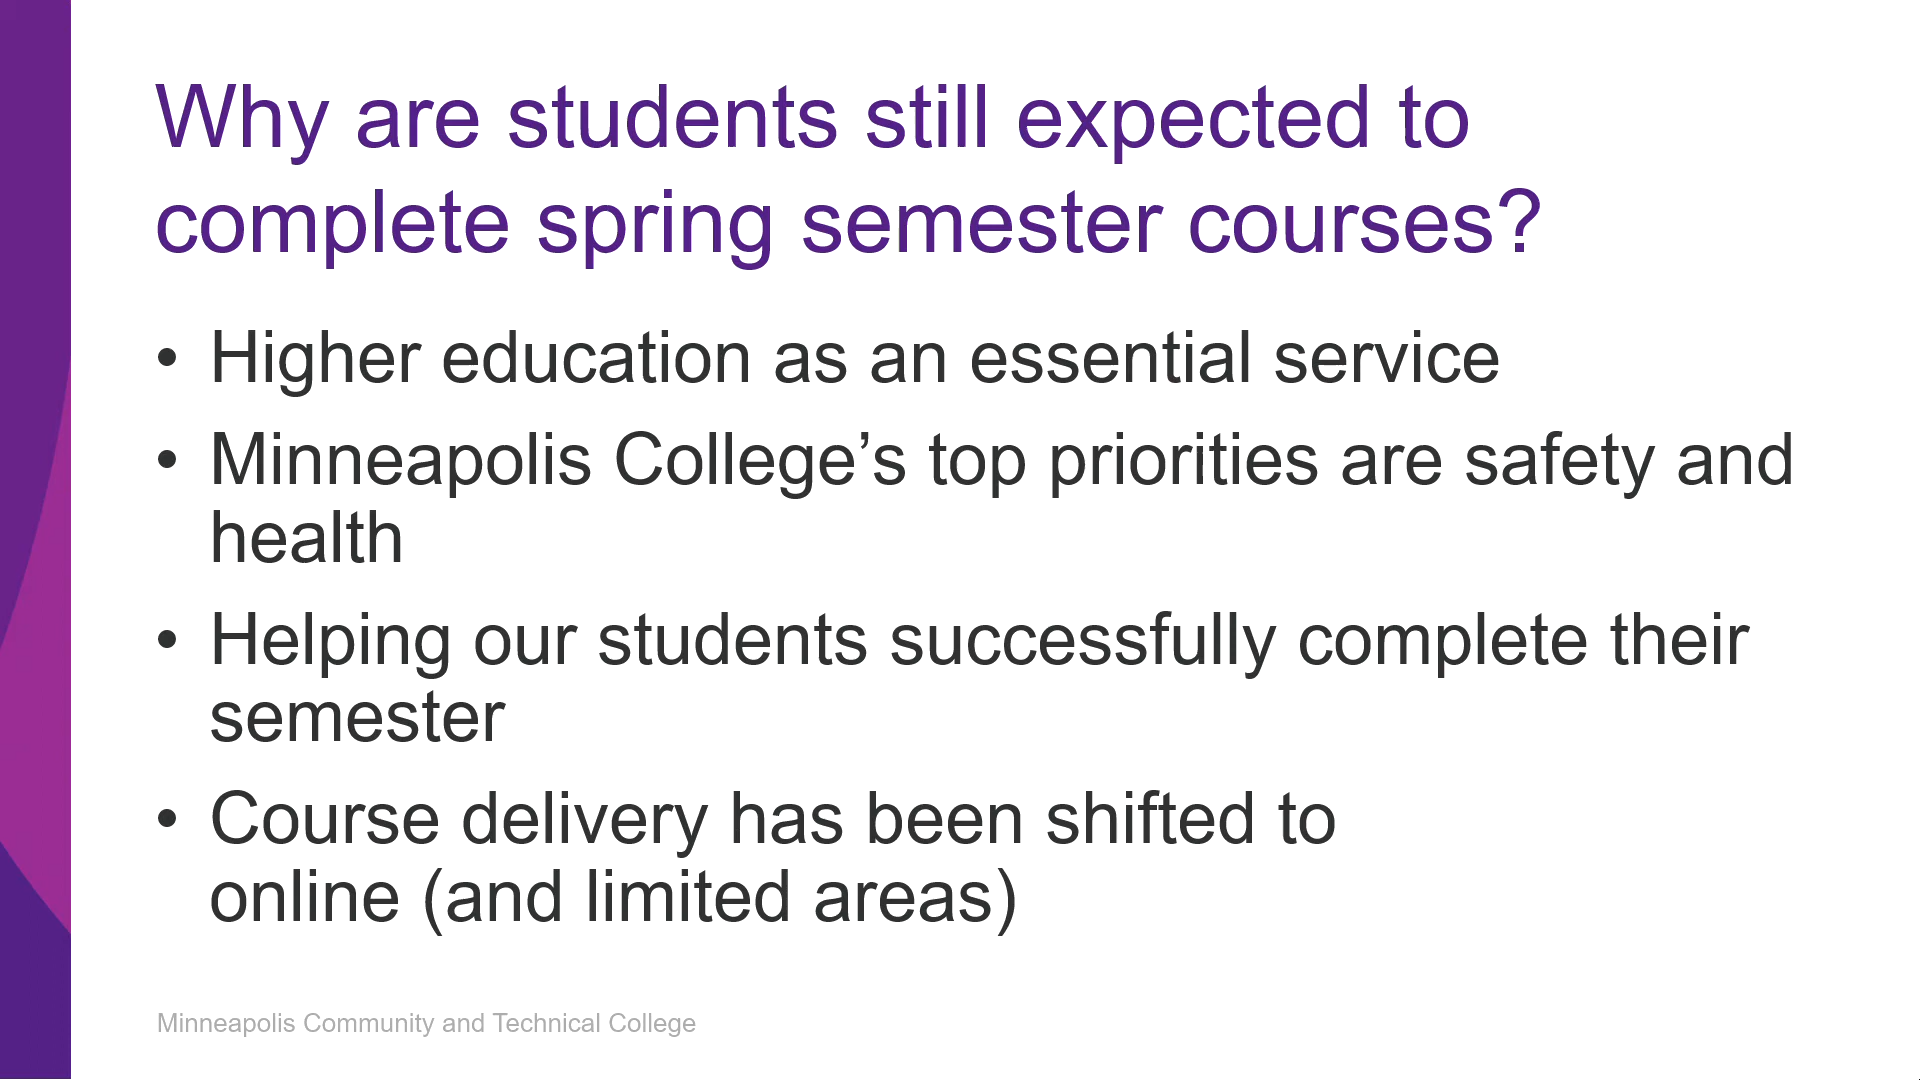 Why are students still expected to
complete spring semester courses?
• Higher education as an essential service
• Minneapolis College’s top priorities are safety and
health
• Helping our students successfully complete their
semester
• Course delivery has been shifted to
online (and limited areas)
Minneapolis Community and Technical College